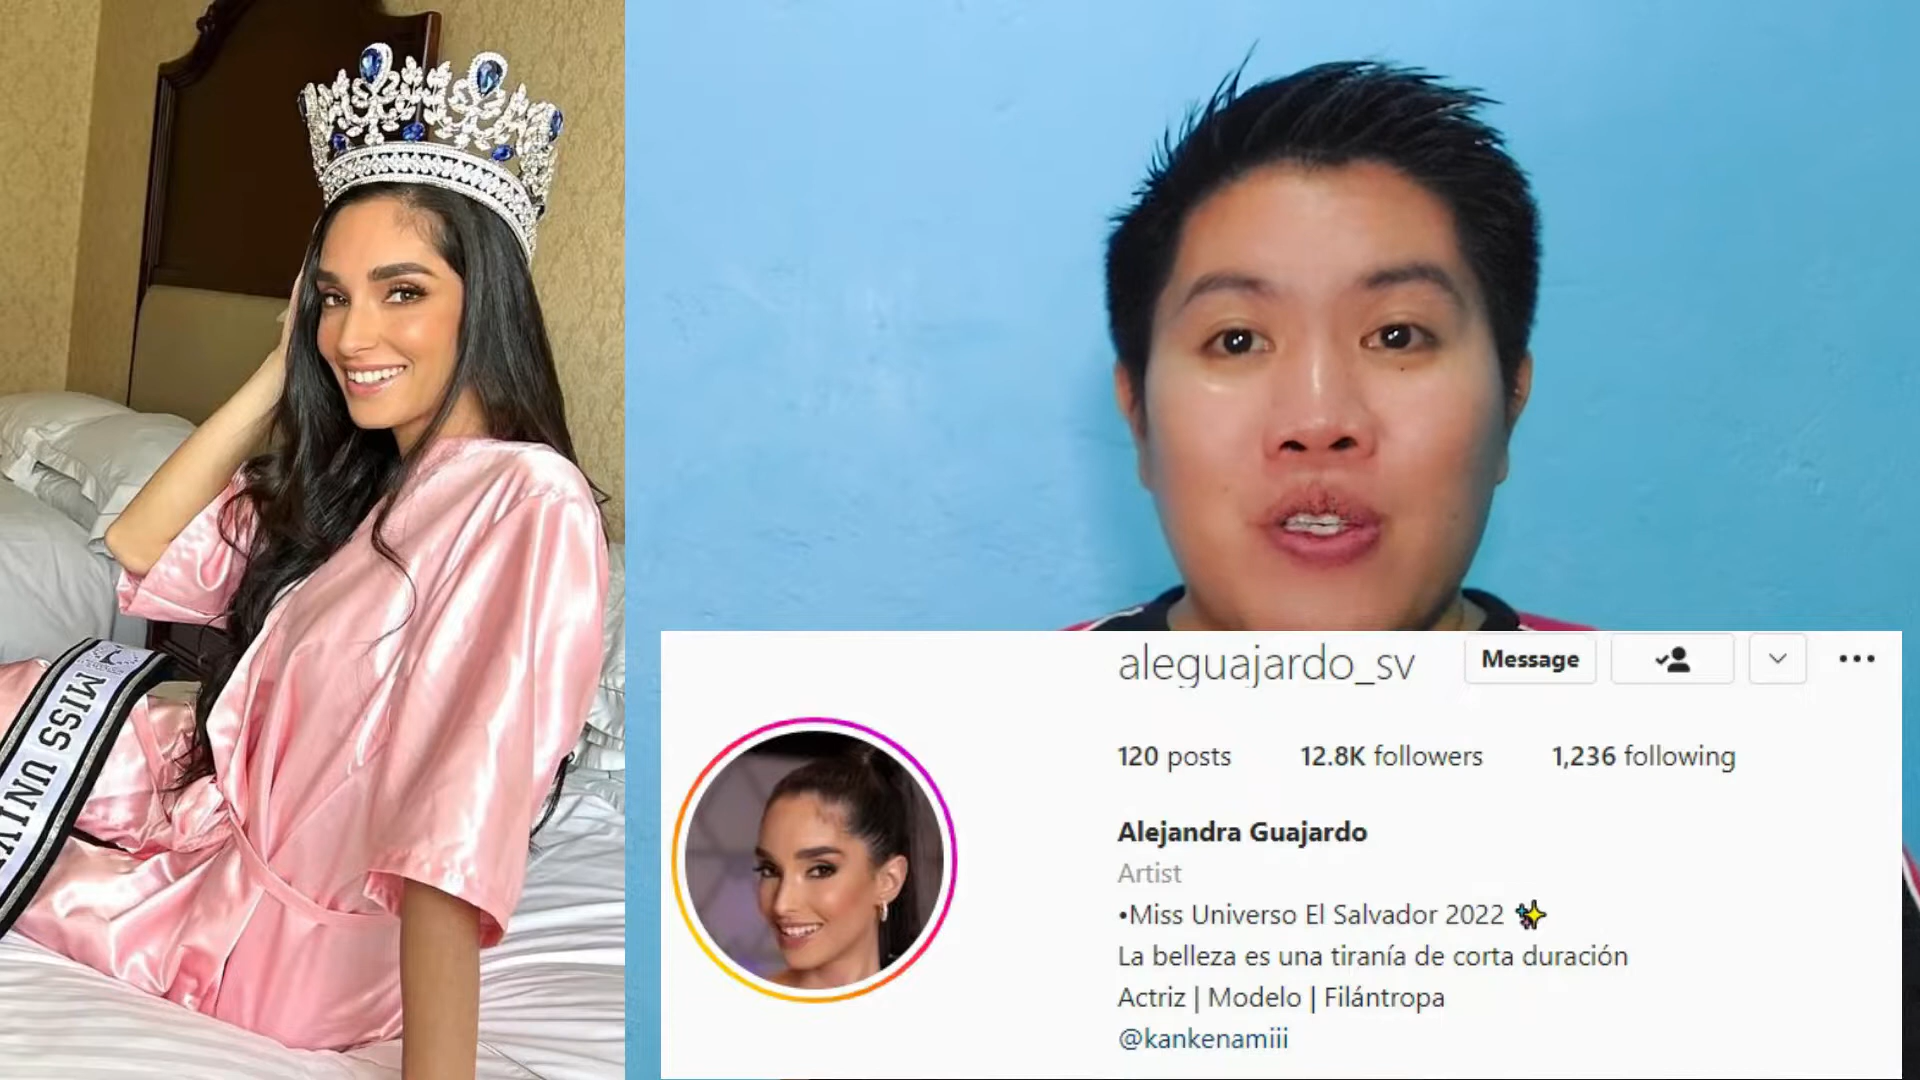 MISS UNIV
aleguajardo_sv Message
120 posts 12.8K followers 1,236 following
Alejandra Guajardo
Artist
•Miss Universo El Salvador 2022 ✨
La belleza es una tiranía de corta duración
Actriz | Modelo | Filántropa
@kankenamiii